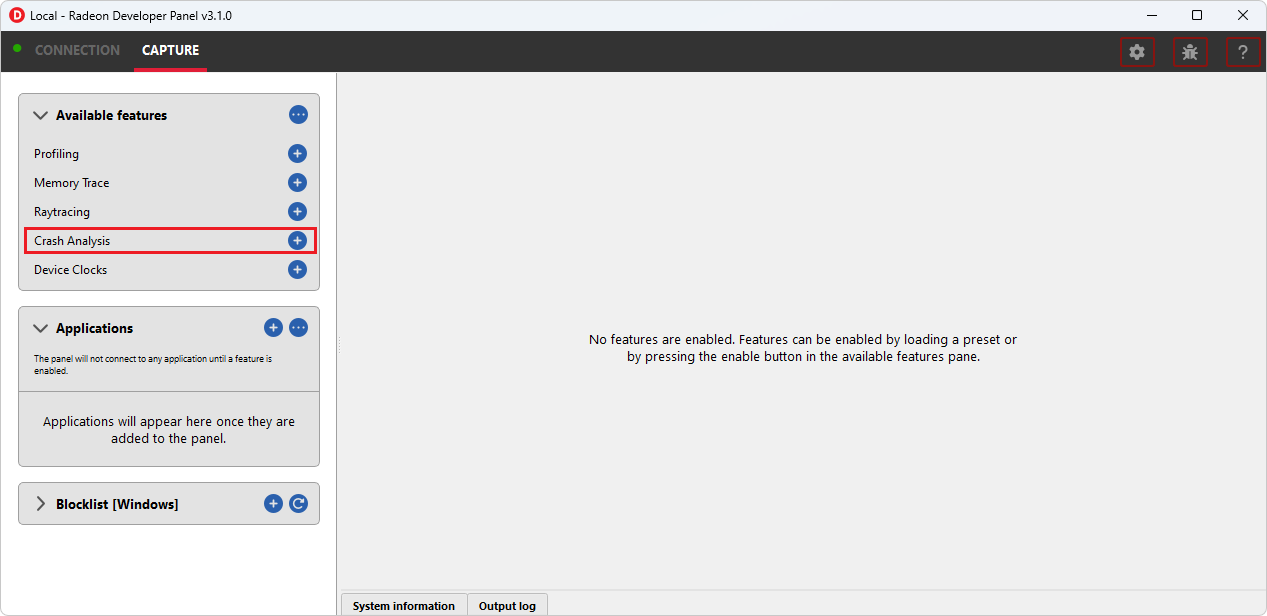 Local - Radeon Developer Panel v3.1.0
CONNECTION
CAPTURE
?
Available features
Profiling
Memory Trace
Raytracing
Crash Analysis
Device Clocks
Applications
The panel will not connect to any application until a feature is
enabled.
Applications will appear here once they are
added to the panel.
Blocklist [Windows]
No features are enabled. Features can be enabled by loading a preset or
by pressing the enable button in the available features pane.
System information
Output log